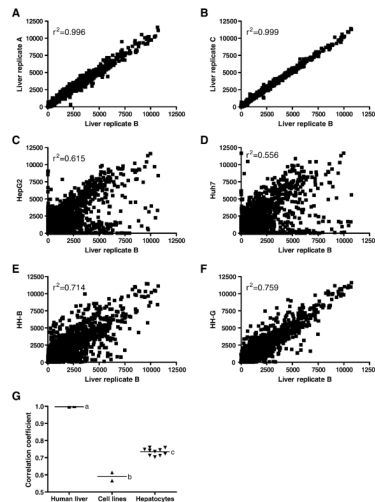 A
r²=0.996
Liver replicate A
12500
10000
7500
5000
2500
0
0 2500 5000 7500 10000 12500
Liver replicate B
B
r²=0.999
Liver replicate C
12500
10000
7500
5000
2500
0
0 2500 5000 7500 10000 12500
Liver replicate B
C
r²=0.615
HepG2
12500
10000
7500
5000
2500
0
0 2500 5000 7500 10000 12500
Liver replicate B
D
r²=0.556
Huh7
12500
10000
7500
5000
2500
0
0 2500 5000 7500 10000 12500
Liver replicate B
E
r²=0.714
HH-B
12500
10000
7500
5000
2500
0
0 2500 5000 7500 10000 12500
Liver replicate B
F
r²=0.759
HH-G
12500
10000
7500
5000
2500
0
0 2500 5000 7500 10000 12500
Liver replicate B
G
Correlation coefficient
1.0
0.9
0.8
0.7
0.6
0.5
a
b
c
Human liver Cell lines Hepatocytes